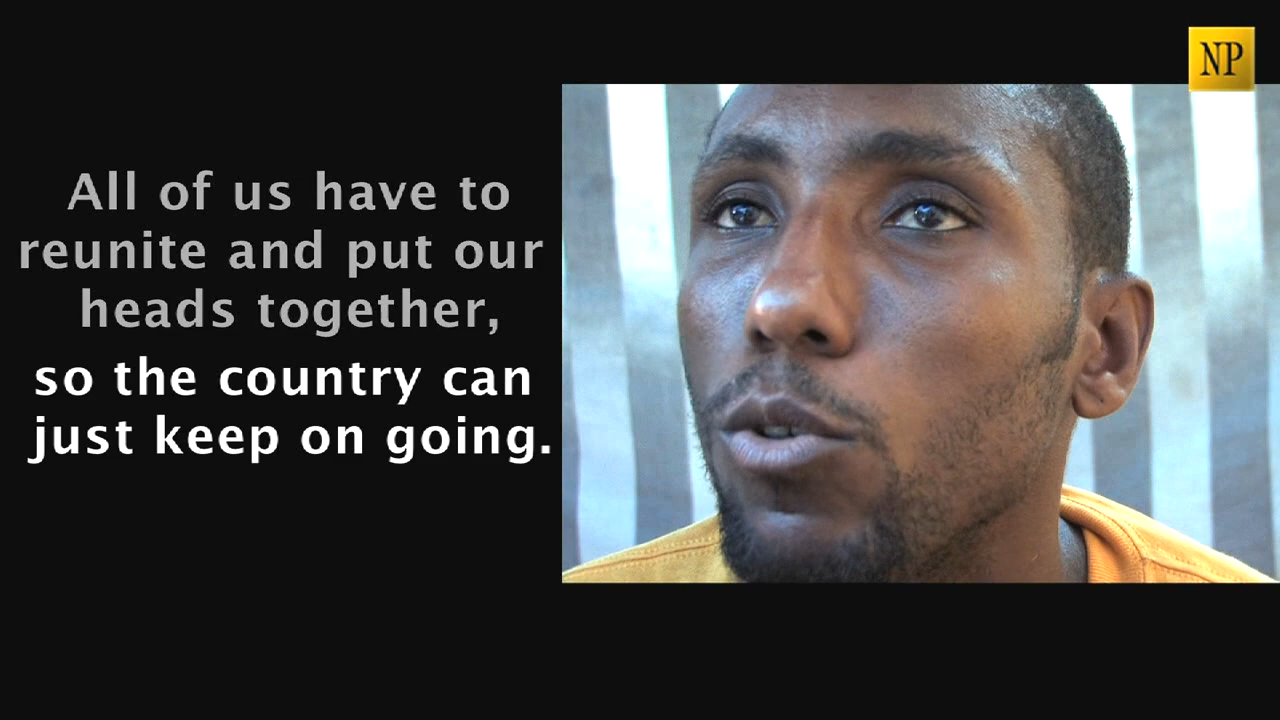 NP
All of us have to
reunite and put our
heads together,
so the country can
just keep on going.